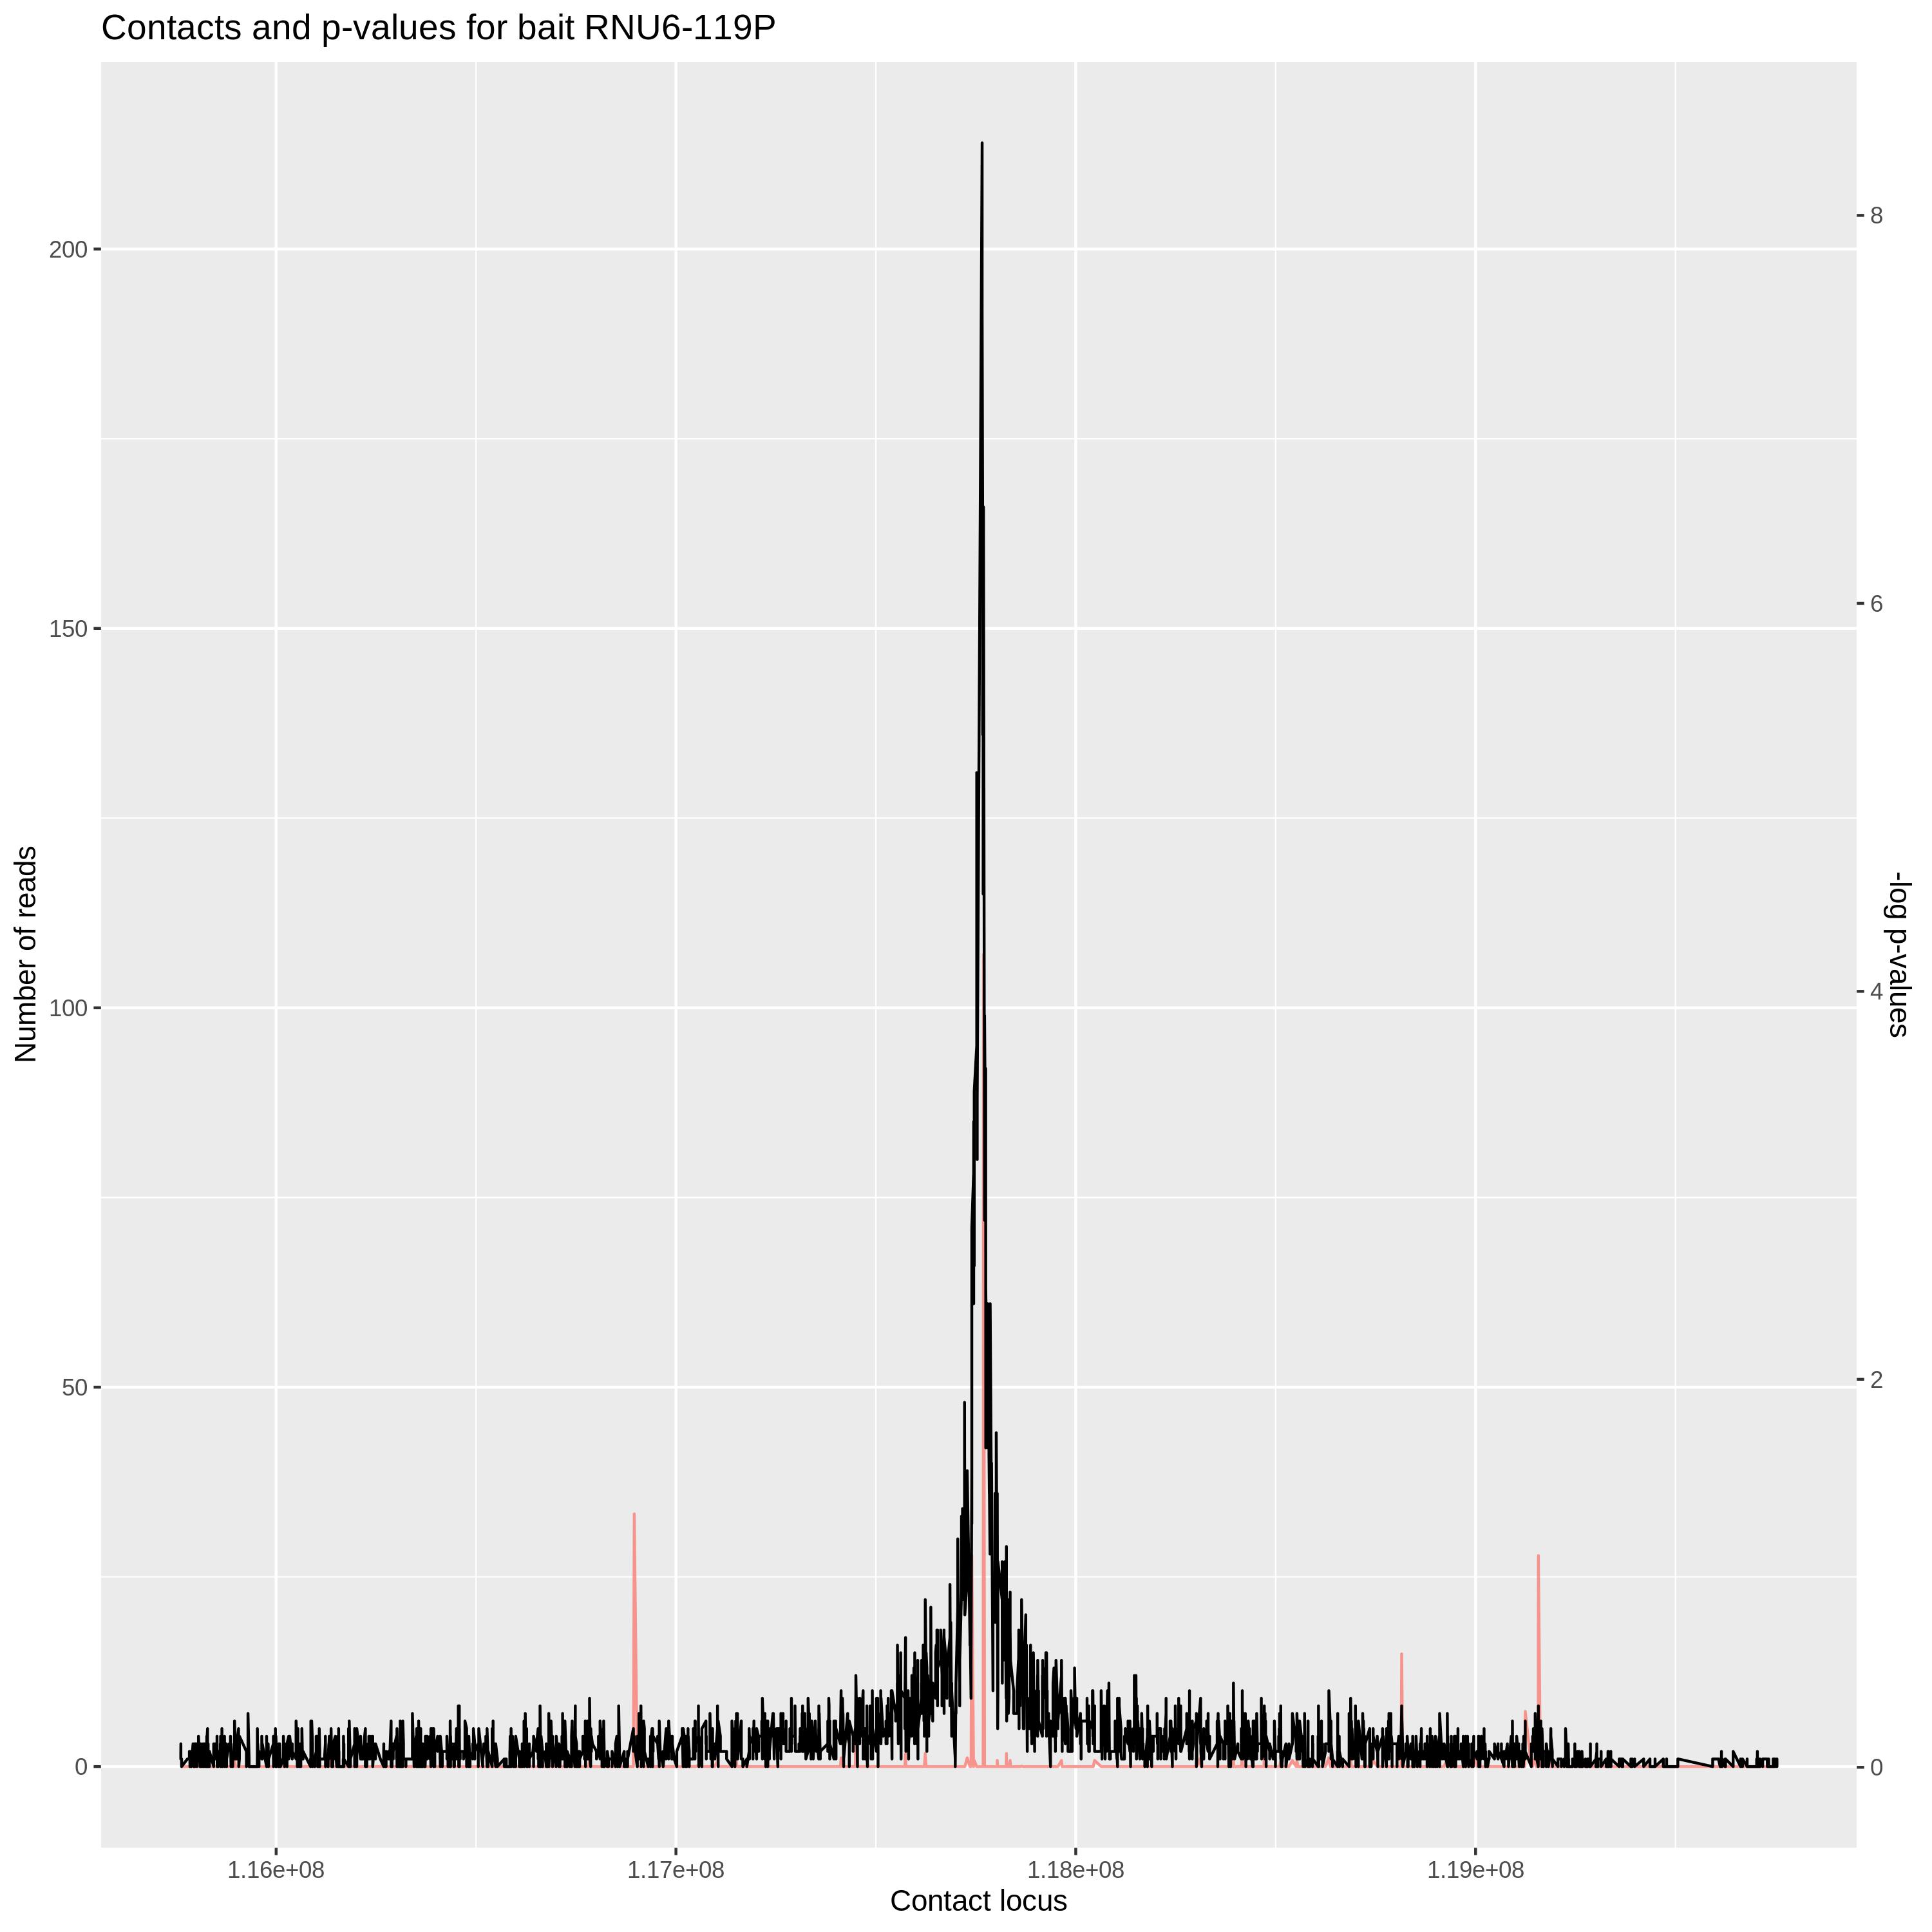 Contacts and p-values for bait RNU6-119P
200
150
100
50
0
8
6
4
2
0
Number of reads
-log p-values
1.16e+08
1.17e+08
1.18e+08
1.19e+08
Contact locus